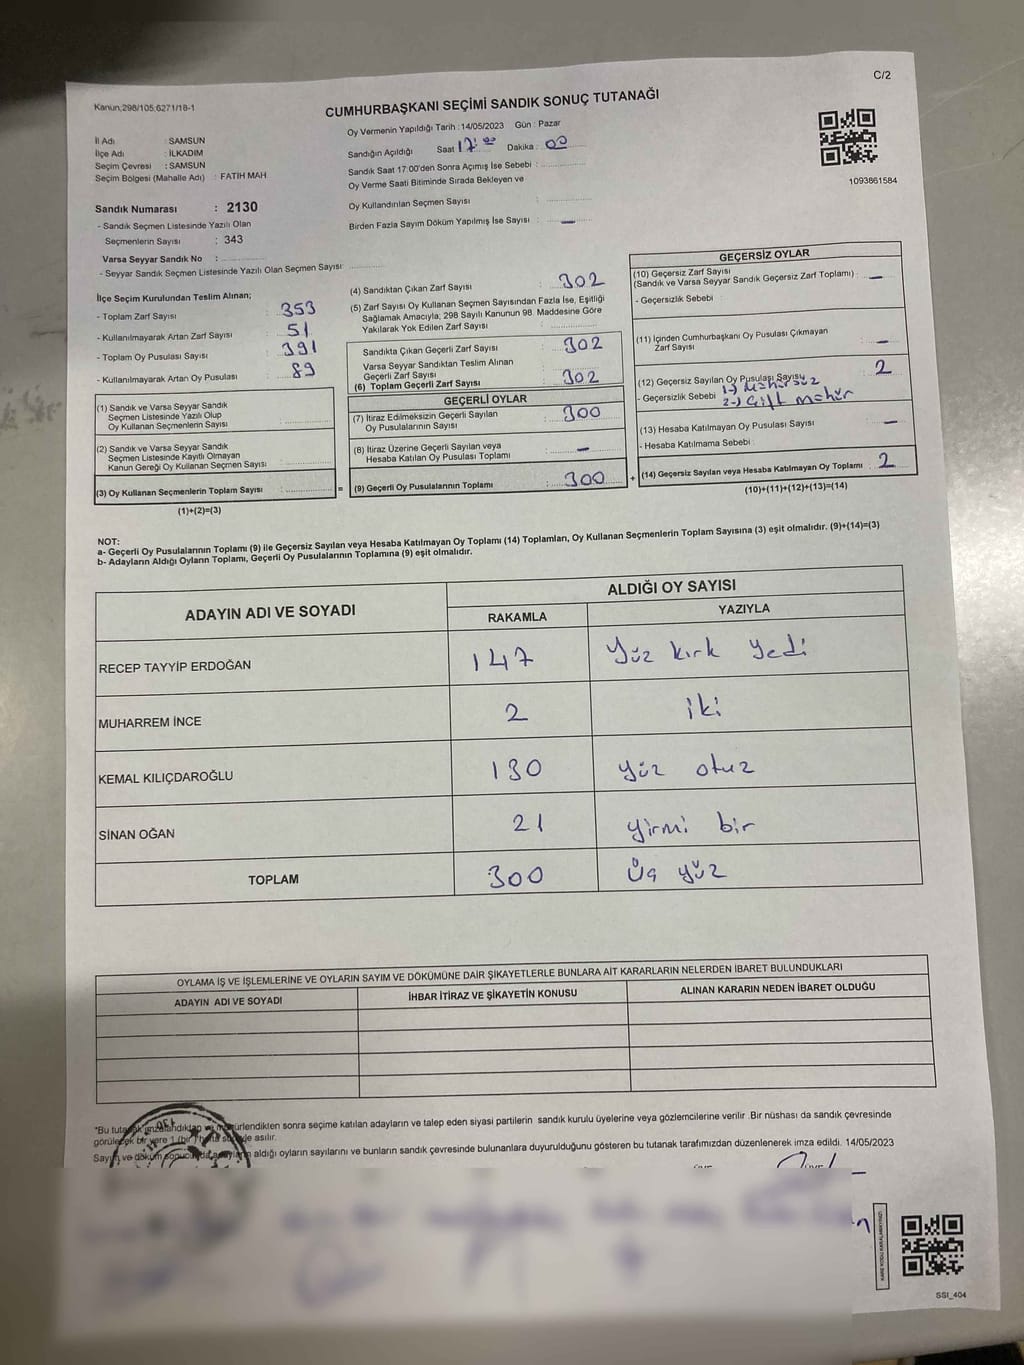 C/2
Kanun;298/105,6271/18-1
CUMHURBAŞKANI SEÇİMİ SANDIK SONUÇ TUTANAĞI
İl Adı : SAMSUN
İlçe Adı : İLKADIM
Seçim Çevresi : SAMSUN
Seçim Bölgesi (Mahalle Adı) : FATİH MAH
Sandık Numarası : 2130
- Sandık Seçmen Listesinde Yazılı Olan
Seçmenlerin Sayısı : 343
Varsa Seyyar Sandık No :
- Seyyar Sandık Seçmen Listesinde Yazılı Olan Seçmen Sayısı
Oy Vermenin Yapıldığı Tarih : 14/05/2023 Gün : Pazar
Sandığın Açıldığı Saat 17:00 Dakika : 00
Sandık Saat 17:00'den Sonra Açımış İse Sebebi :
Oy Verme Saati Bitiminde Sırada Bekleyen ve
Oy Kullandırılan Seçmen Sayısı :
Birden Fazla Sayım Döküm Yapılmış İse Sayısı : —
1093861584
İlçe Seçim Kurulundan Teslim Alınan;
- Toplam Zarf Sayısı : 353
- Kullanılmayarak Artan Zarf Sayısı : 51
- Toplam Oy Pusulası Sayısı : 391
- Kullanılmayarak Artan Oy Pusulası : 89
(1) Sandık ve Varsa Seyyar Sandık
Seçmen Listesinde Yazılı Olup
Oy Kullanan Seçmenlerin Sayısı :
(2) Sandık ve Varsa Seyyar Sandık
Seçmen Listesinde Kayıtlı Olmayan
Kanun Gereği Oy Kullanan Seçmen Sayısı :
(3) Oy Kullanan Seçmenlerin Toplam Sayısı :
(1)+(2)=(3)
(4) Sandıktan Çıkan Zarf Sayısı : 302
(5) Zarf Sayısı Oy Kullanan Seçmen Sayısından Fazla İse, Eşitliği
Sağlamak Amacıyla; 298 Sayılı Kanunun 98. Maddesine Göre
Yakılarak Yok Edilen Zarf Sayısı :
Sandıkta Çıkan Geçerli Zarf Sayısı : 302
Varsa Seyyar Sandıktan Teslim Alınan
Geçerli Zarf Sayısı
(6) Toplam Geçerli Zarf Sayısı : 302
GEÇERLİ OYLAR
(7) İtiraz Edilmeksizin Geçerli Sayılan
Oy Pusulalarının Sayısı : 300
(8) İtiraz Üzerine Geçerli Sayılan veya
Hesaba Katılan Oy Pusulası Toplamı : —
= (9) Geçerli Oy Pusulalarının Toplamı : 300
GEÇERSİZ OYLAR
(10) Geçersiz Zarf Sayısı
(Sandık ve Varsa Seyyar Sandık Geçersiz Zarf Toplamı) : —
- Geçersizlik Sebebi :
(11) İçinden Cumhurbaşkanı Oy Pusulası Çıkmayan
Zarf Sayısı : —
(12) Geçersiz Sayılan Oy Pusulası Sayısı : 2
- Geçersizlik Sebebi 1-) Mühürsüz
2-) Çift mühür
(13) Hesaba Katılmayan Oy Pusulası Sayısı : —
- Hesaba Katılmama Sebebi :
+ (14) Geçersiz Sayılan veya Hesaba Katılmayan Oy Toplamı : 2
(10)+(11)+(12)+(13)=(14)
NOT:
a- Geçerli Oy Pusulalarının Toplamı (9) ile Geçersiz Sayılan veya Hesaba Katılmayan Oy Toplamı (14) Toplamları, Oy Kullanan Seçmenlerin Toplam Sayısına (3) eşit olmalıdır. (9)+(14)=(3)
b- Adayların Aldığı Oyların Toplamı, Geçerli Oy Pusulalarının Toplamına (9) eşit olmalıdır.
ADAYIN ADI VE SOYADI
ALDIĞI OY SAYISI
RAKAMLA YAZIYLA
RECEP TAYYİP ERDOĞAN 147 Yüz kırk yedi
MUHARREM İNCE 2 iki
KEMAL KILIÇDAROĞLU 130 yüz otuz
SİNAN OĞAN 21 yirmi bir
TOPLAM 300 üç yüz
OYLAMA İŞ VE İŞLEMLERİNE VE OYLARIN SAYIM VE DÖKÜMÜNE DAİR ŞİKAYETLERLE BUNLARA AİT KARARLARIN NELERDEN İBARET BULUNDUKLARI
ADAYIN ADI VE SOYADI İHBAR İTİRAZ VE ŞİKAYETİN KONUSU ALINAN KARARIN NEDEN İBARET OLDUĞU
*Bu tutanak imzalandıktan ve mühürlendikten sonra seçime katılan adayların ve talep eden siyasi partilerin sandık kurulu üyelerine veya gözlemcilerine verilir .Bir nüshası da sandık çevresinde
görülecek bir yere 1 (bir) hafta süreyle asılır.
Sayım ve döküm sonucunda adayların aldığı oyların sayılarını ve bunların sandık çevresinde bulunanlara duyurulduğunu gösteren bu tutanak tarafımızdan düzenlenerek imza edildi. 14/05/2023
SSI_404